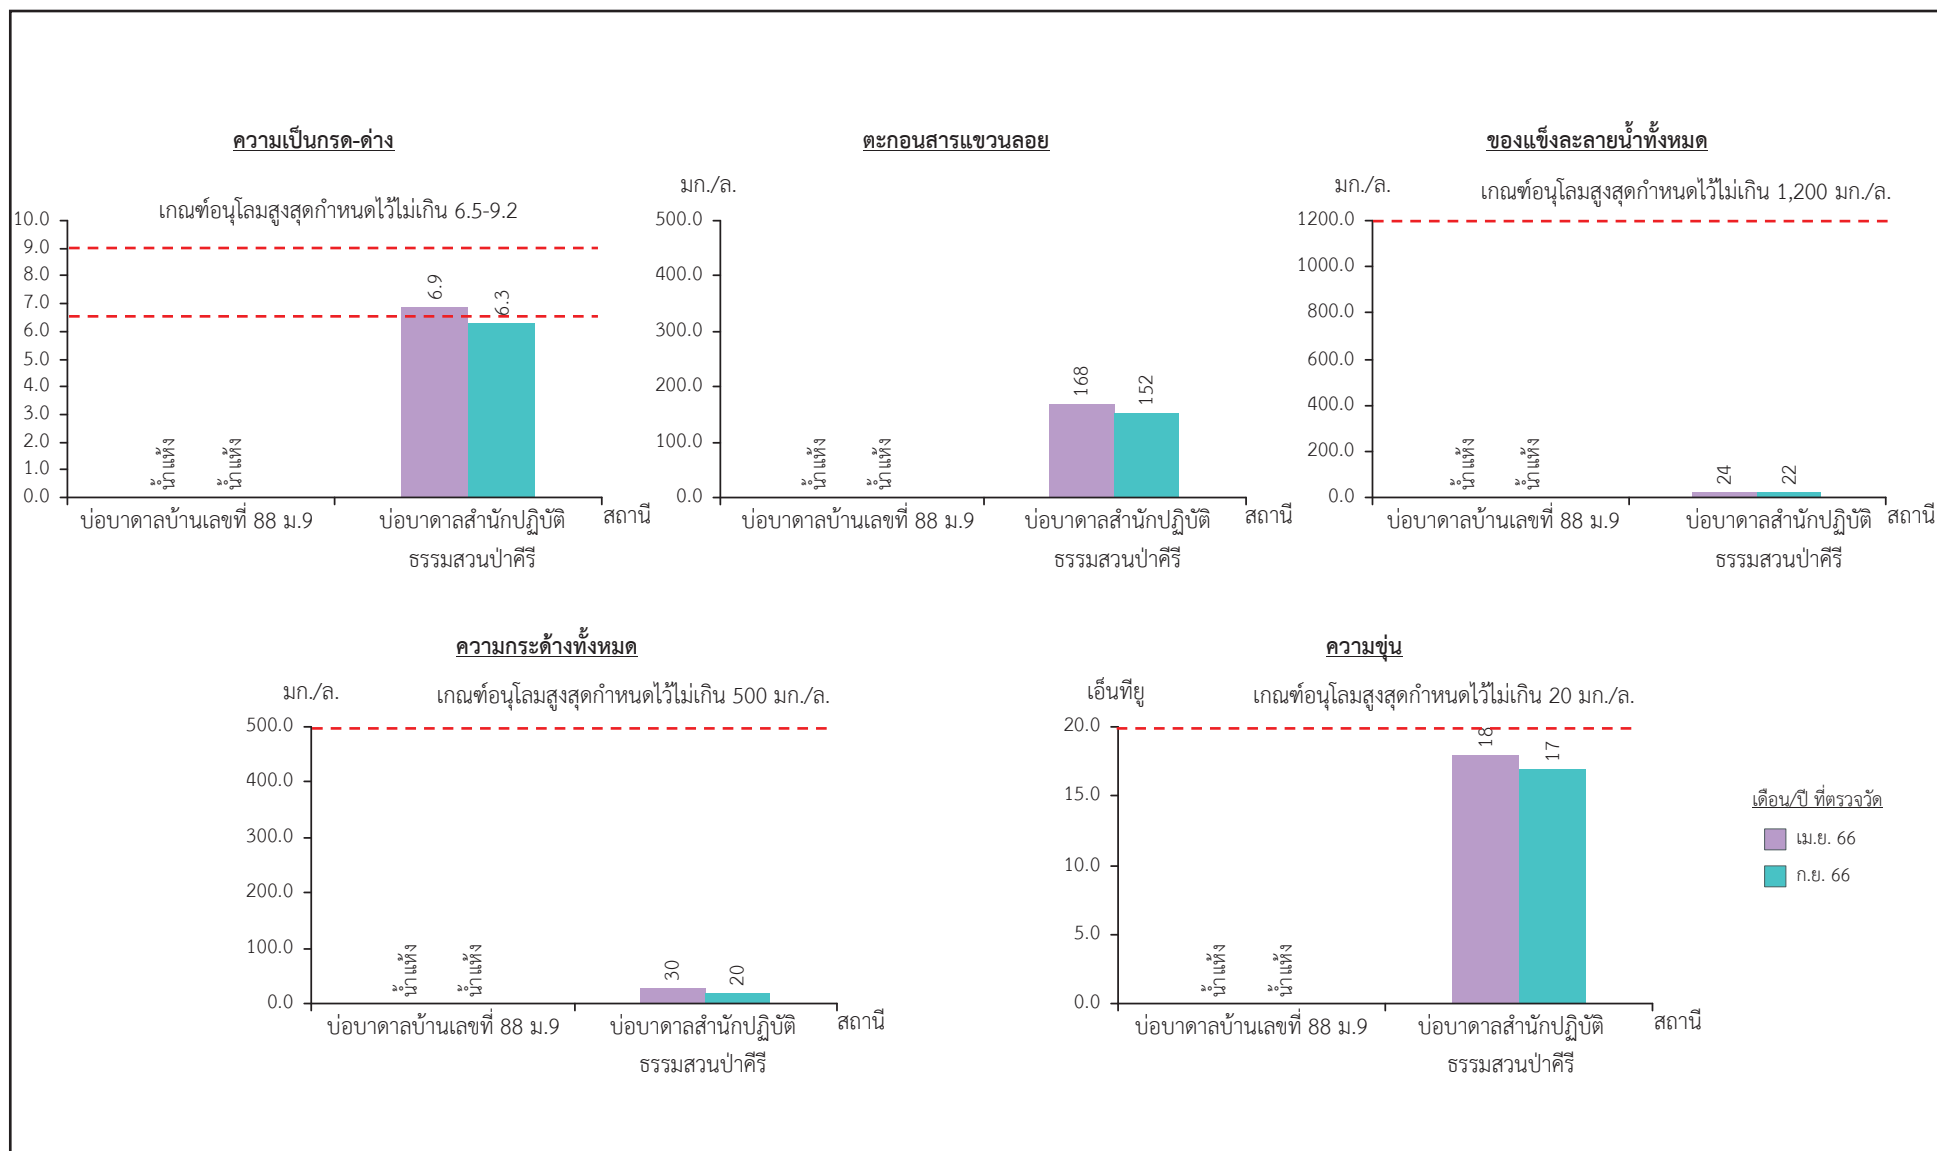 ความเป็นกรด-ด่าง
เกณฑ์อนุโลมสูงสุดกำหนดไว้ไม่เกิน 6.5-9.2
10.0
9.0
8.0
7.0
6.0
5.0
4.0
3.0
2.0
1.0
0.0
น้ำแห้ง
น้ำแห้ง
6.9
6.3
บ่อบาดาลบ้านเลขที่ 88 ม.9
บ่อบาดาลสำนักปฏิบัติ
ธรรมสวนป่าคีรี
สถานี
ตะกอนสารแขวนลอย
มก./ล.
500.0
400.0
300.0
200.0
100.0
0.0
น้ำแห้ง
น้ำแห้ง
168
152
บ่อบาดาลบ้านเลขที่ 88 ม.9
บ่อบาดาลสำนักปฏิบัติ
ธรรมสวนป่าคีรี
สถานี
ของแข็งละลายน้ำทั้งหมด
มก./ล.
เกณฑ์อนุโลมสูงสุดกำหนดไว้ไม่เกิน 1,200 มก./ล.
1200.0
1000.0
800.0
600.0
400.0
200.0
0.0
น้ำแห้ง
น้ำแห้ง
24
22
บ่อบาดาลบ้านเลขที่ 88 ม.9
บ่อบาดาลสำนักปฏิบัติ
ธรรมสวนป่าคีรี
สถานี
ความกระด้างทั้งหมด
มก./ล.
เกณฑ์อนุโลมสูงสุดกำหนดไว้ไม่เกิน 500 มก./ล.
500.0
400.0
300.0
200.0
100.0
0.0
น้ำแห้ง
น้ำแห้ง
30
20
บ่อบาดาลบ้านเลขที่ 88 ม.9
บ่อบาดาลสำนักปฏิบัติ
ธรรมสวนป่าคีรี
สถานี
ความขุ่น
เอ็นทียู
เกณฑ์อนุโลมสูงสุดกำหนดไว้ไม่เกิน 20 มก./ล.
20.0
15.0
10.0
5.0
0.0
น้ำแห้ง
น้ำแห้ง
18
17
บ่อบาดาลบ้านเลขที่ 88 ม.9
บ่อบาดาลสำนักปฏิบัติ
ธรรมสวนป่าคีรี
สถานี
เดือน/ปี ที่ตรวจวัด
เม.ย. 66
ก.ย. 66